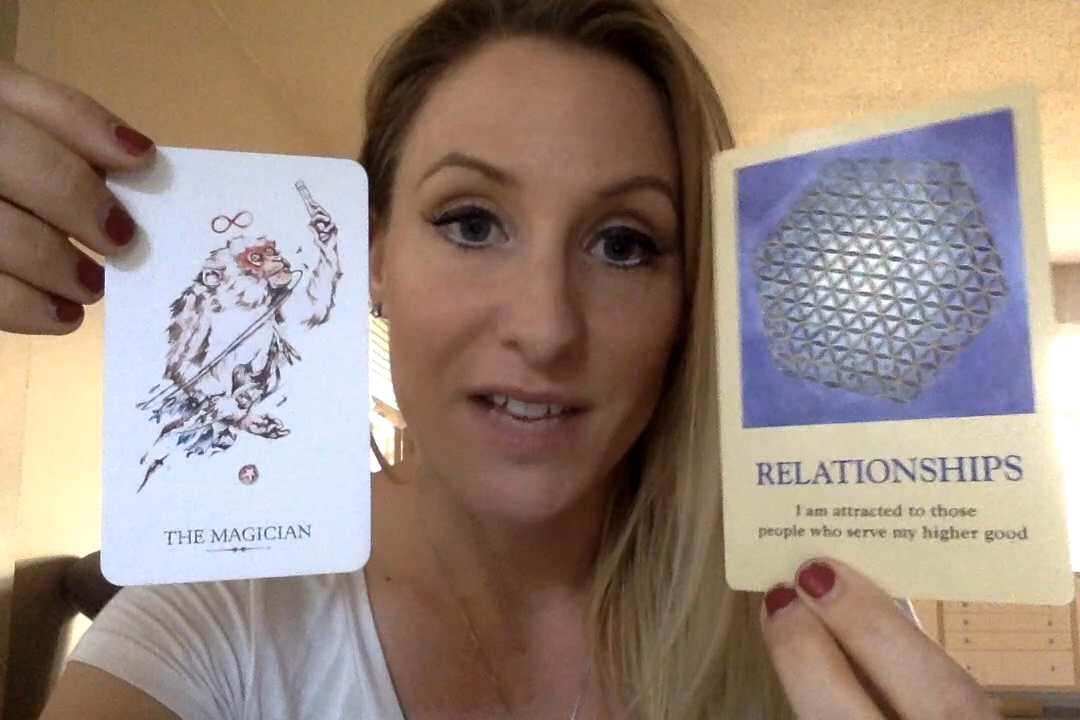 THE MAGICIAN
RELATIONSHIPS
I am attracted to those
people who serve my higher good